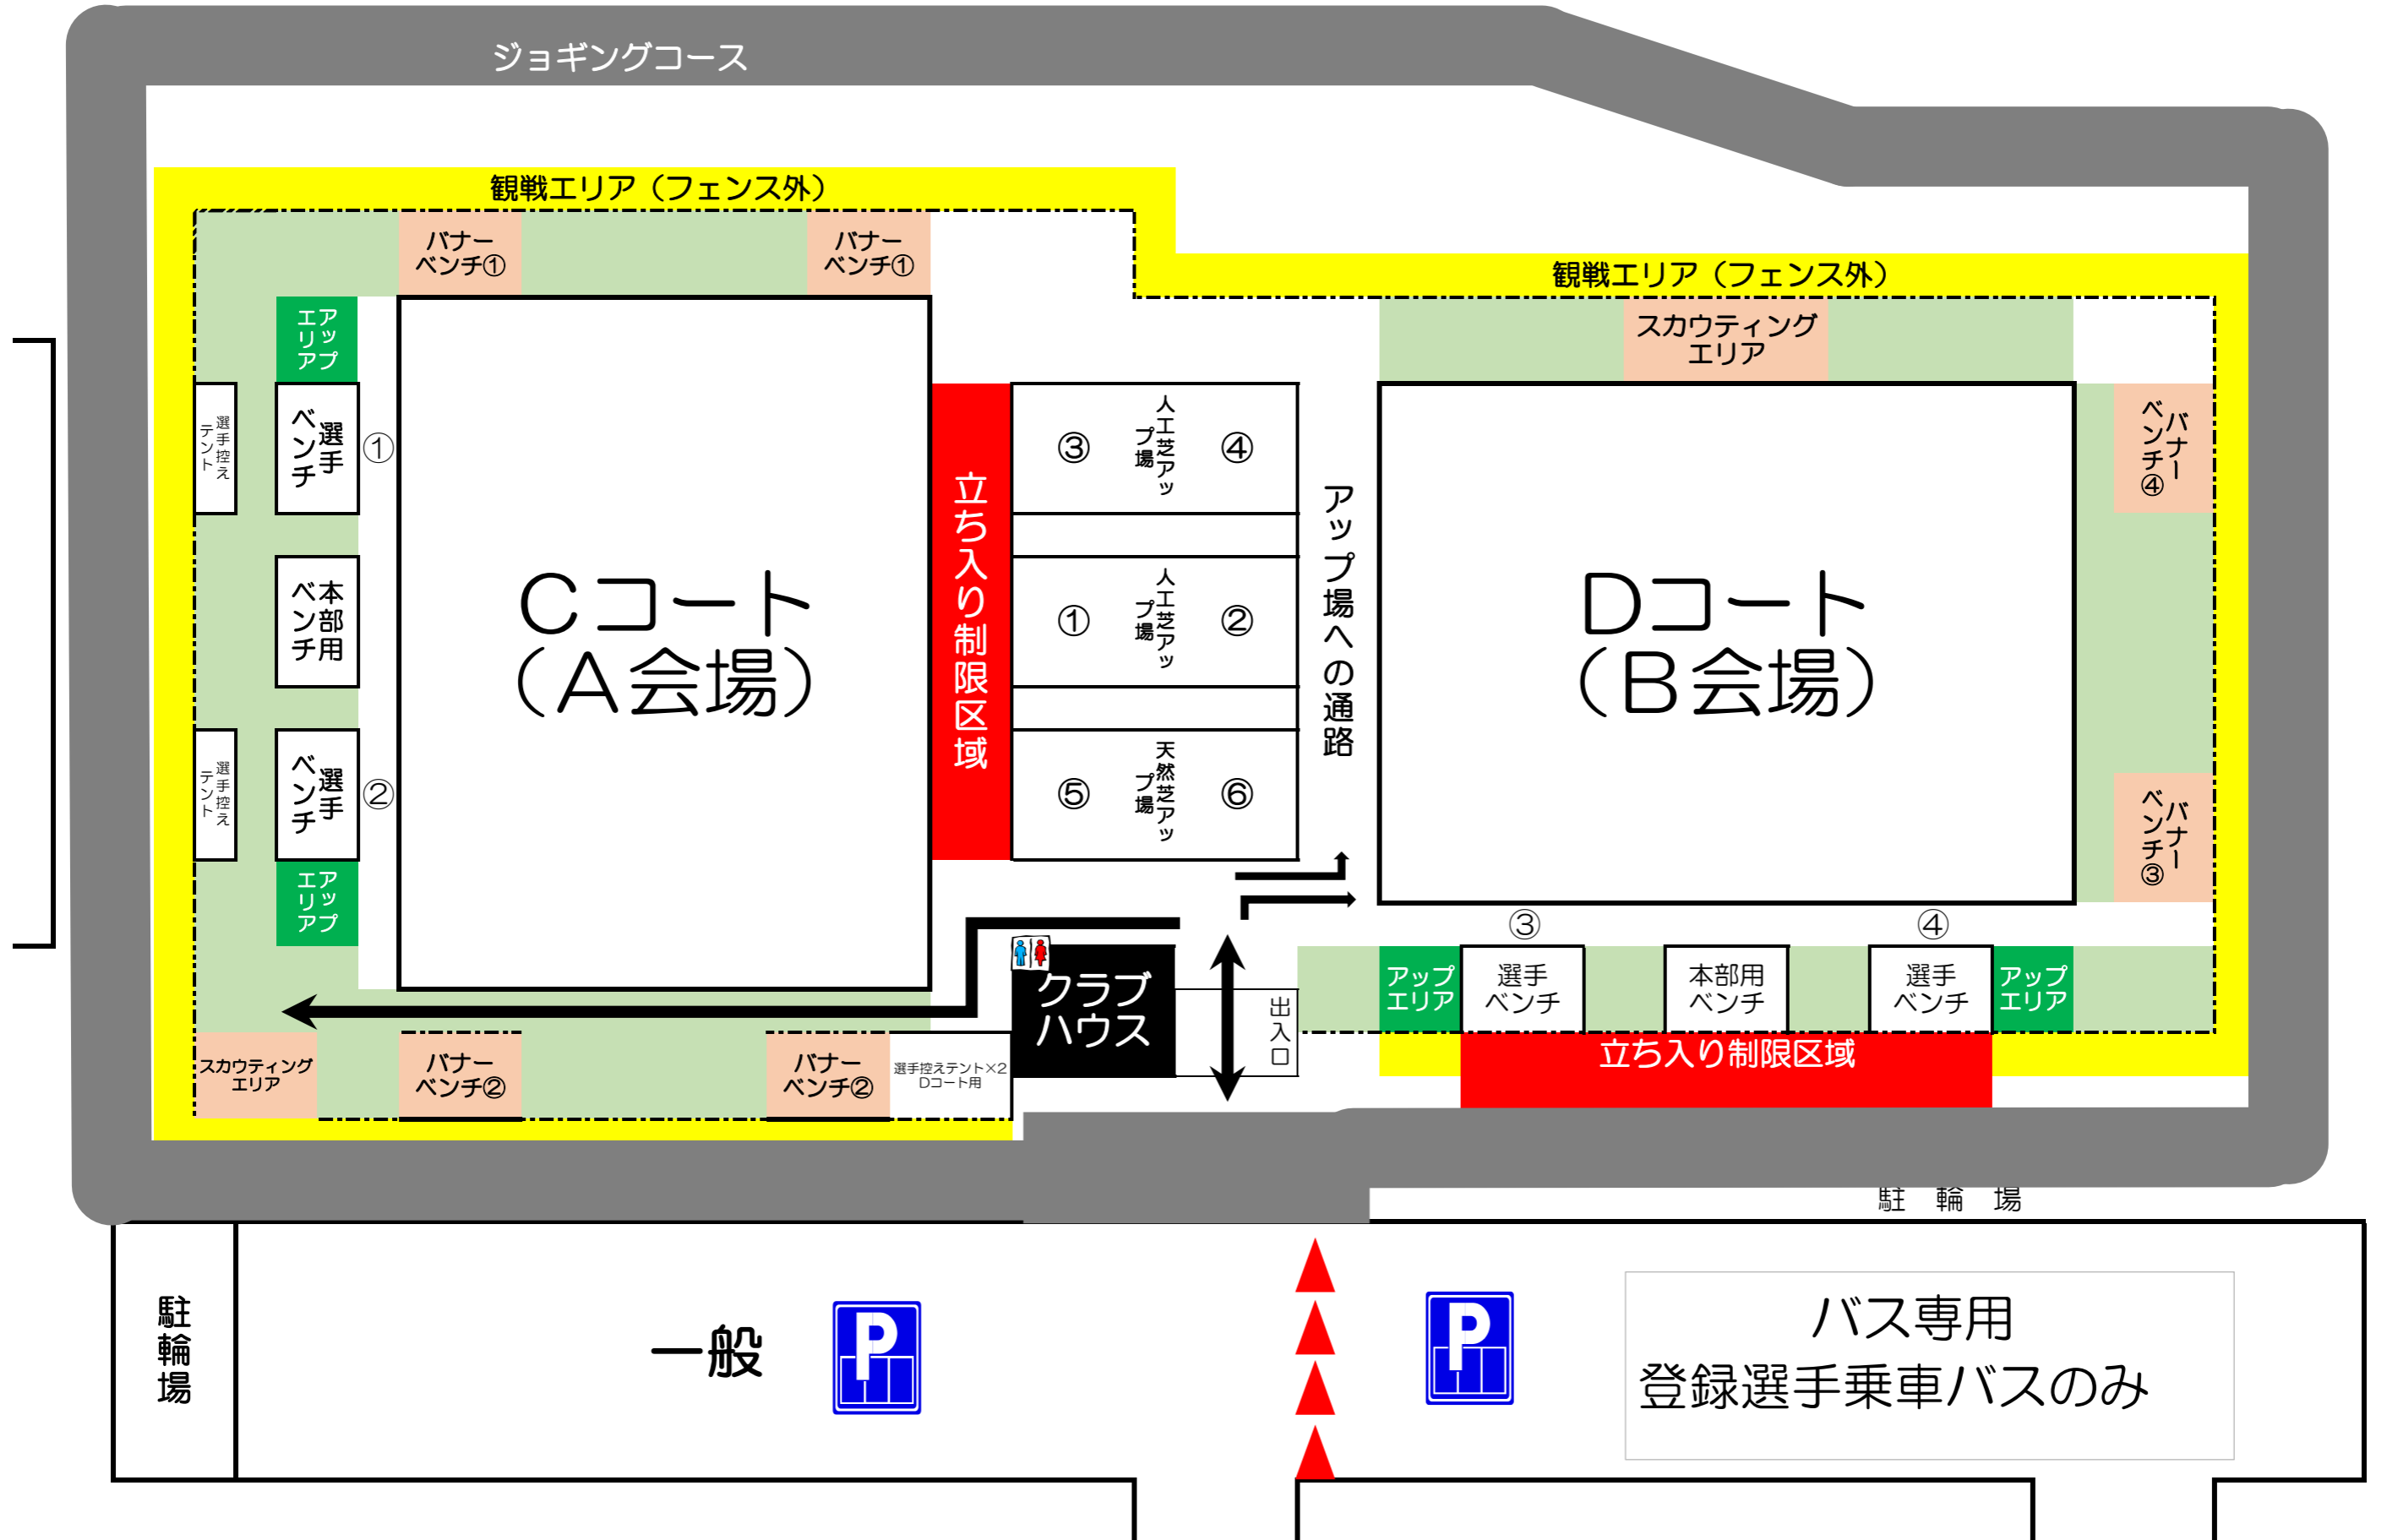 ジョギングコース
観戦エリア（フェンス外）
観戦エリア（フェンス外）
バナー
ベンチ①
バナー
ベンチ①
スカウティング
エリア
アップ
エリア
選手控え
テント
選手
ベンチ
①
本部用
ベンチ
選手控え
テント
選手
ベンチ
②
アップ
エリア
Cコート
（A会場）
立ち入り制限区域
③
人工芝アッ
プ場
④
①
人工芝アッ
プ場
②
⑤
天然芝アッ
プ場
⑥
アップ場への通路
Dコート
（B会場）
バナー
ベンチ④
バナー
ベンチ③
③
④
アップ
エリア
選手
ベンチ
本部用
ベンチ
選手
ベンチ
アップ
エリア
立ち入り制限区域
クラブ
ハウス
出入口
スカウティング
エリア
バナー
ベンチ②
バナー
ベンチ②
選手控えテント×2
Dコート用
駐 輪 場
駐輪場
一般
P
P
バス専用
登録選手乗車バスのみ